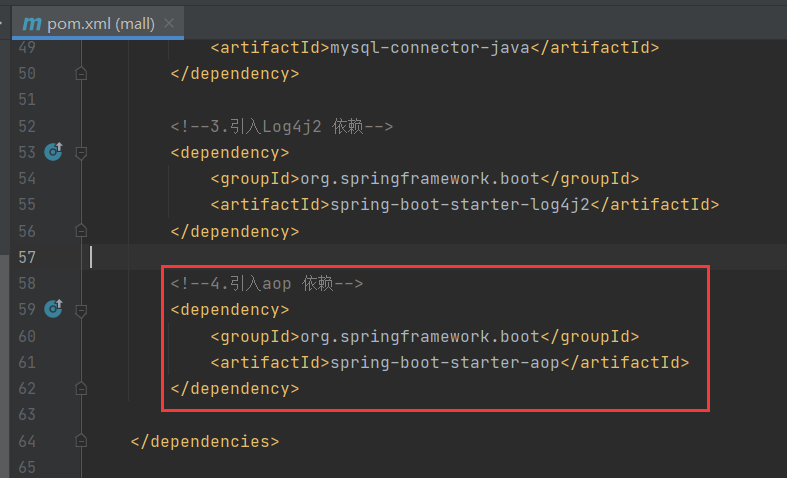 m pom.xml (mall) ×
49 <artifactId>mysql-connector-java</artifactId>
50 </dependency>
51
52 <!--3.引入Log4j2 依赖-->
53 <dependency>
54 <groupId>org.springframework.boot</groupId>
55 <artifactId>spring-boot-starter-log4j2</artifactId>
56 </dependency>
57
58 <!--4.引入aop 依赖-->
59 <dependency>
60 <groupId>org.springframework.boot</groupId>
61 <artifactId>spring-boot-starter-aop</artifactId>
62 </dependency>
63
64 </dependencies>
65